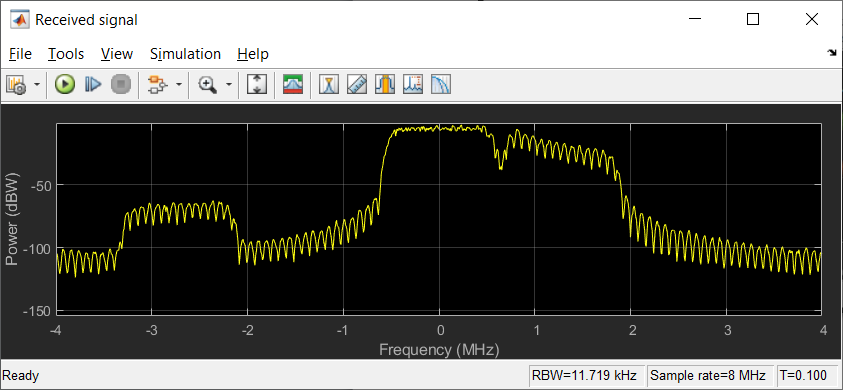 Received signal
File Tools View Simulation Help
-50
-100
-150
Power (dBW)
-4 -3 -2 -1 0 1 2 3 4
Frequency (MHz)
Ready RBW=11.719 kHz Sample rate=8 MHz T=0.100